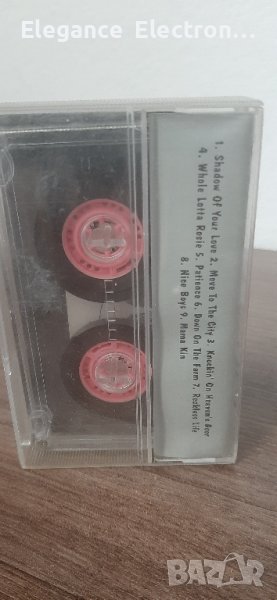 Elegance Electron...
1. Shadow Of Your Love 2. Move To The City 3. Knockin' On Heaven's Door
4. Whole Lotta Rosie 5. Patience 6. Down On The Farm 7. Reckless Life
8. Nice Boys 9. Mama Kin
BAZAR